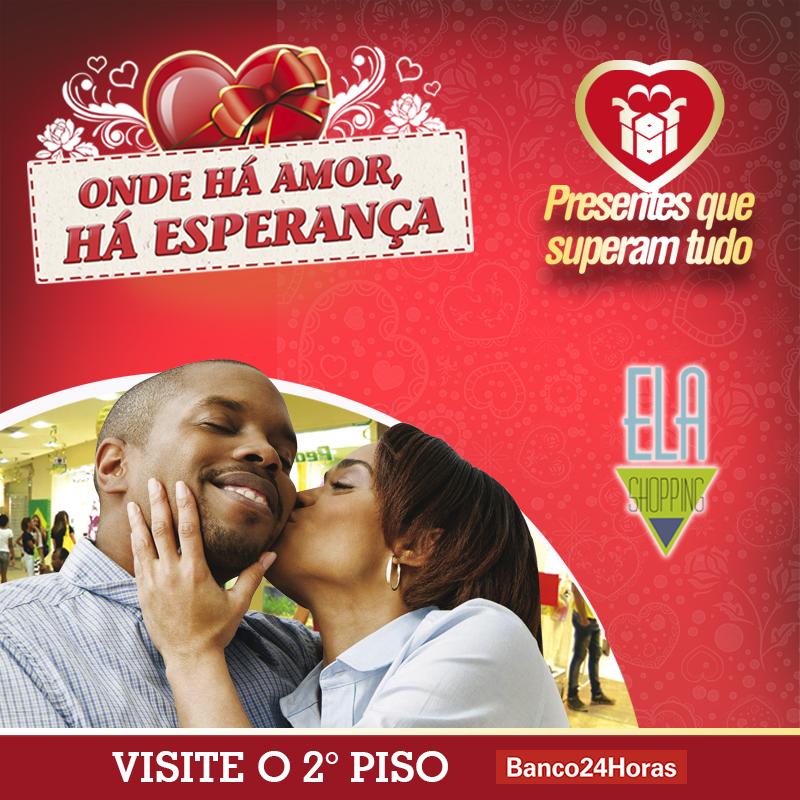 ONDE HÁ AMOR,
HÁ ESPERANÇA
Presentes que
superam tudo
ELA
SHOPPING
VISITE O 2° PISO
Banco24Horas